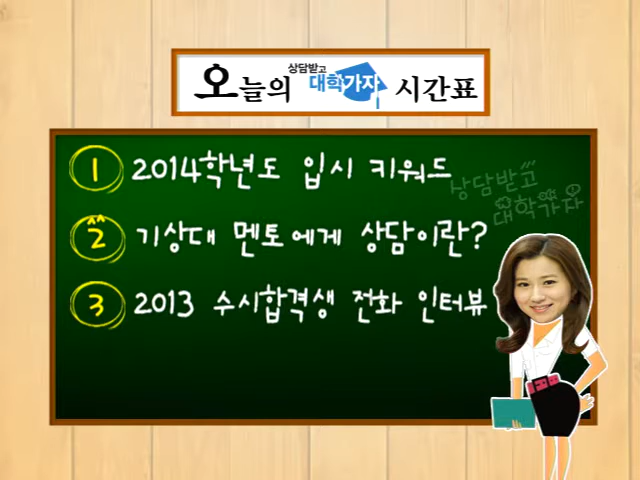 오늘의 상담받고 대학가자 시간표
1 2014학년도 입시 키워드
상담받고
대학가자
2 기상대 멘토에게 상담이란?
3 2013 수시합격생 전화 인터뷰